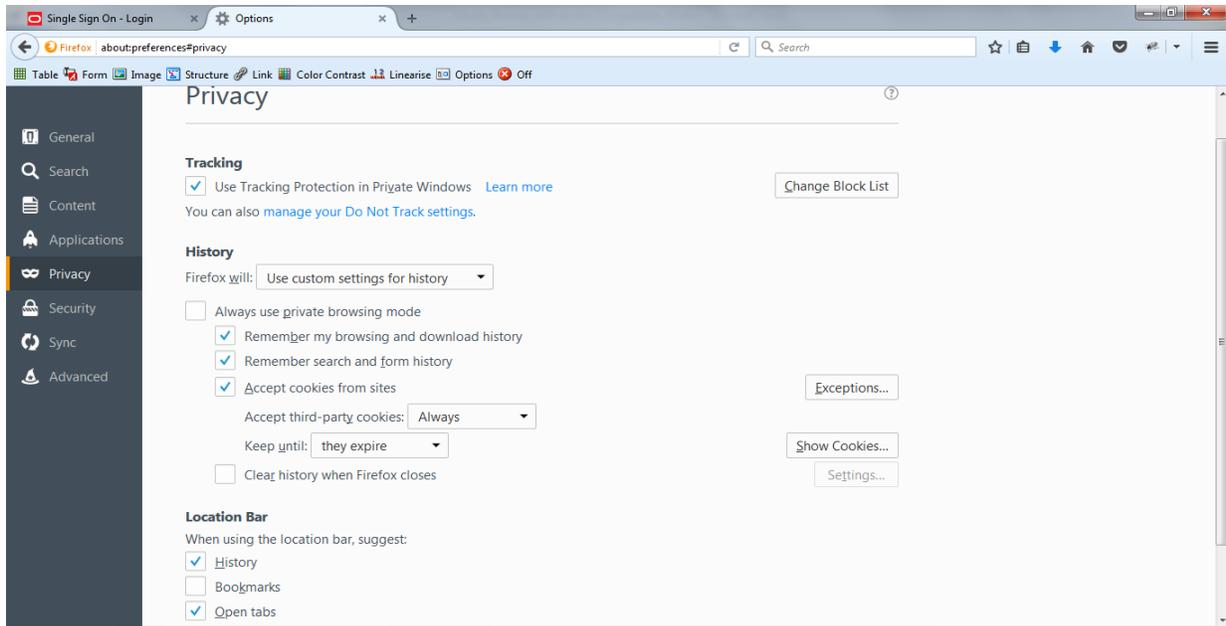 Single Sign On - Login × Options × +
Firefox about:preferences#privacy Search
Table Form Image Structure Link Color Contrast Linearise Options Off
Privacy
General
Search
Content
Applications
Privacy
Security
Sync
Advanced
Tracking
Use Tracking Protection in Private Windows Learn more Change Block List
You can also manage your Do Not Track settings.
History
Firefox will: Use custom settings for history
Always use private browsing mode
Remember my browsing and download history
Remember search and form history
Accept cookies from sites Exceptions...
Accept third-party cookies: Always
Keep until: they expire Show Cookies...
Clear history when Firefox closes Settings...
Location Bar
When using the location bar, suggest:
History
Bookmarks
Open tabs